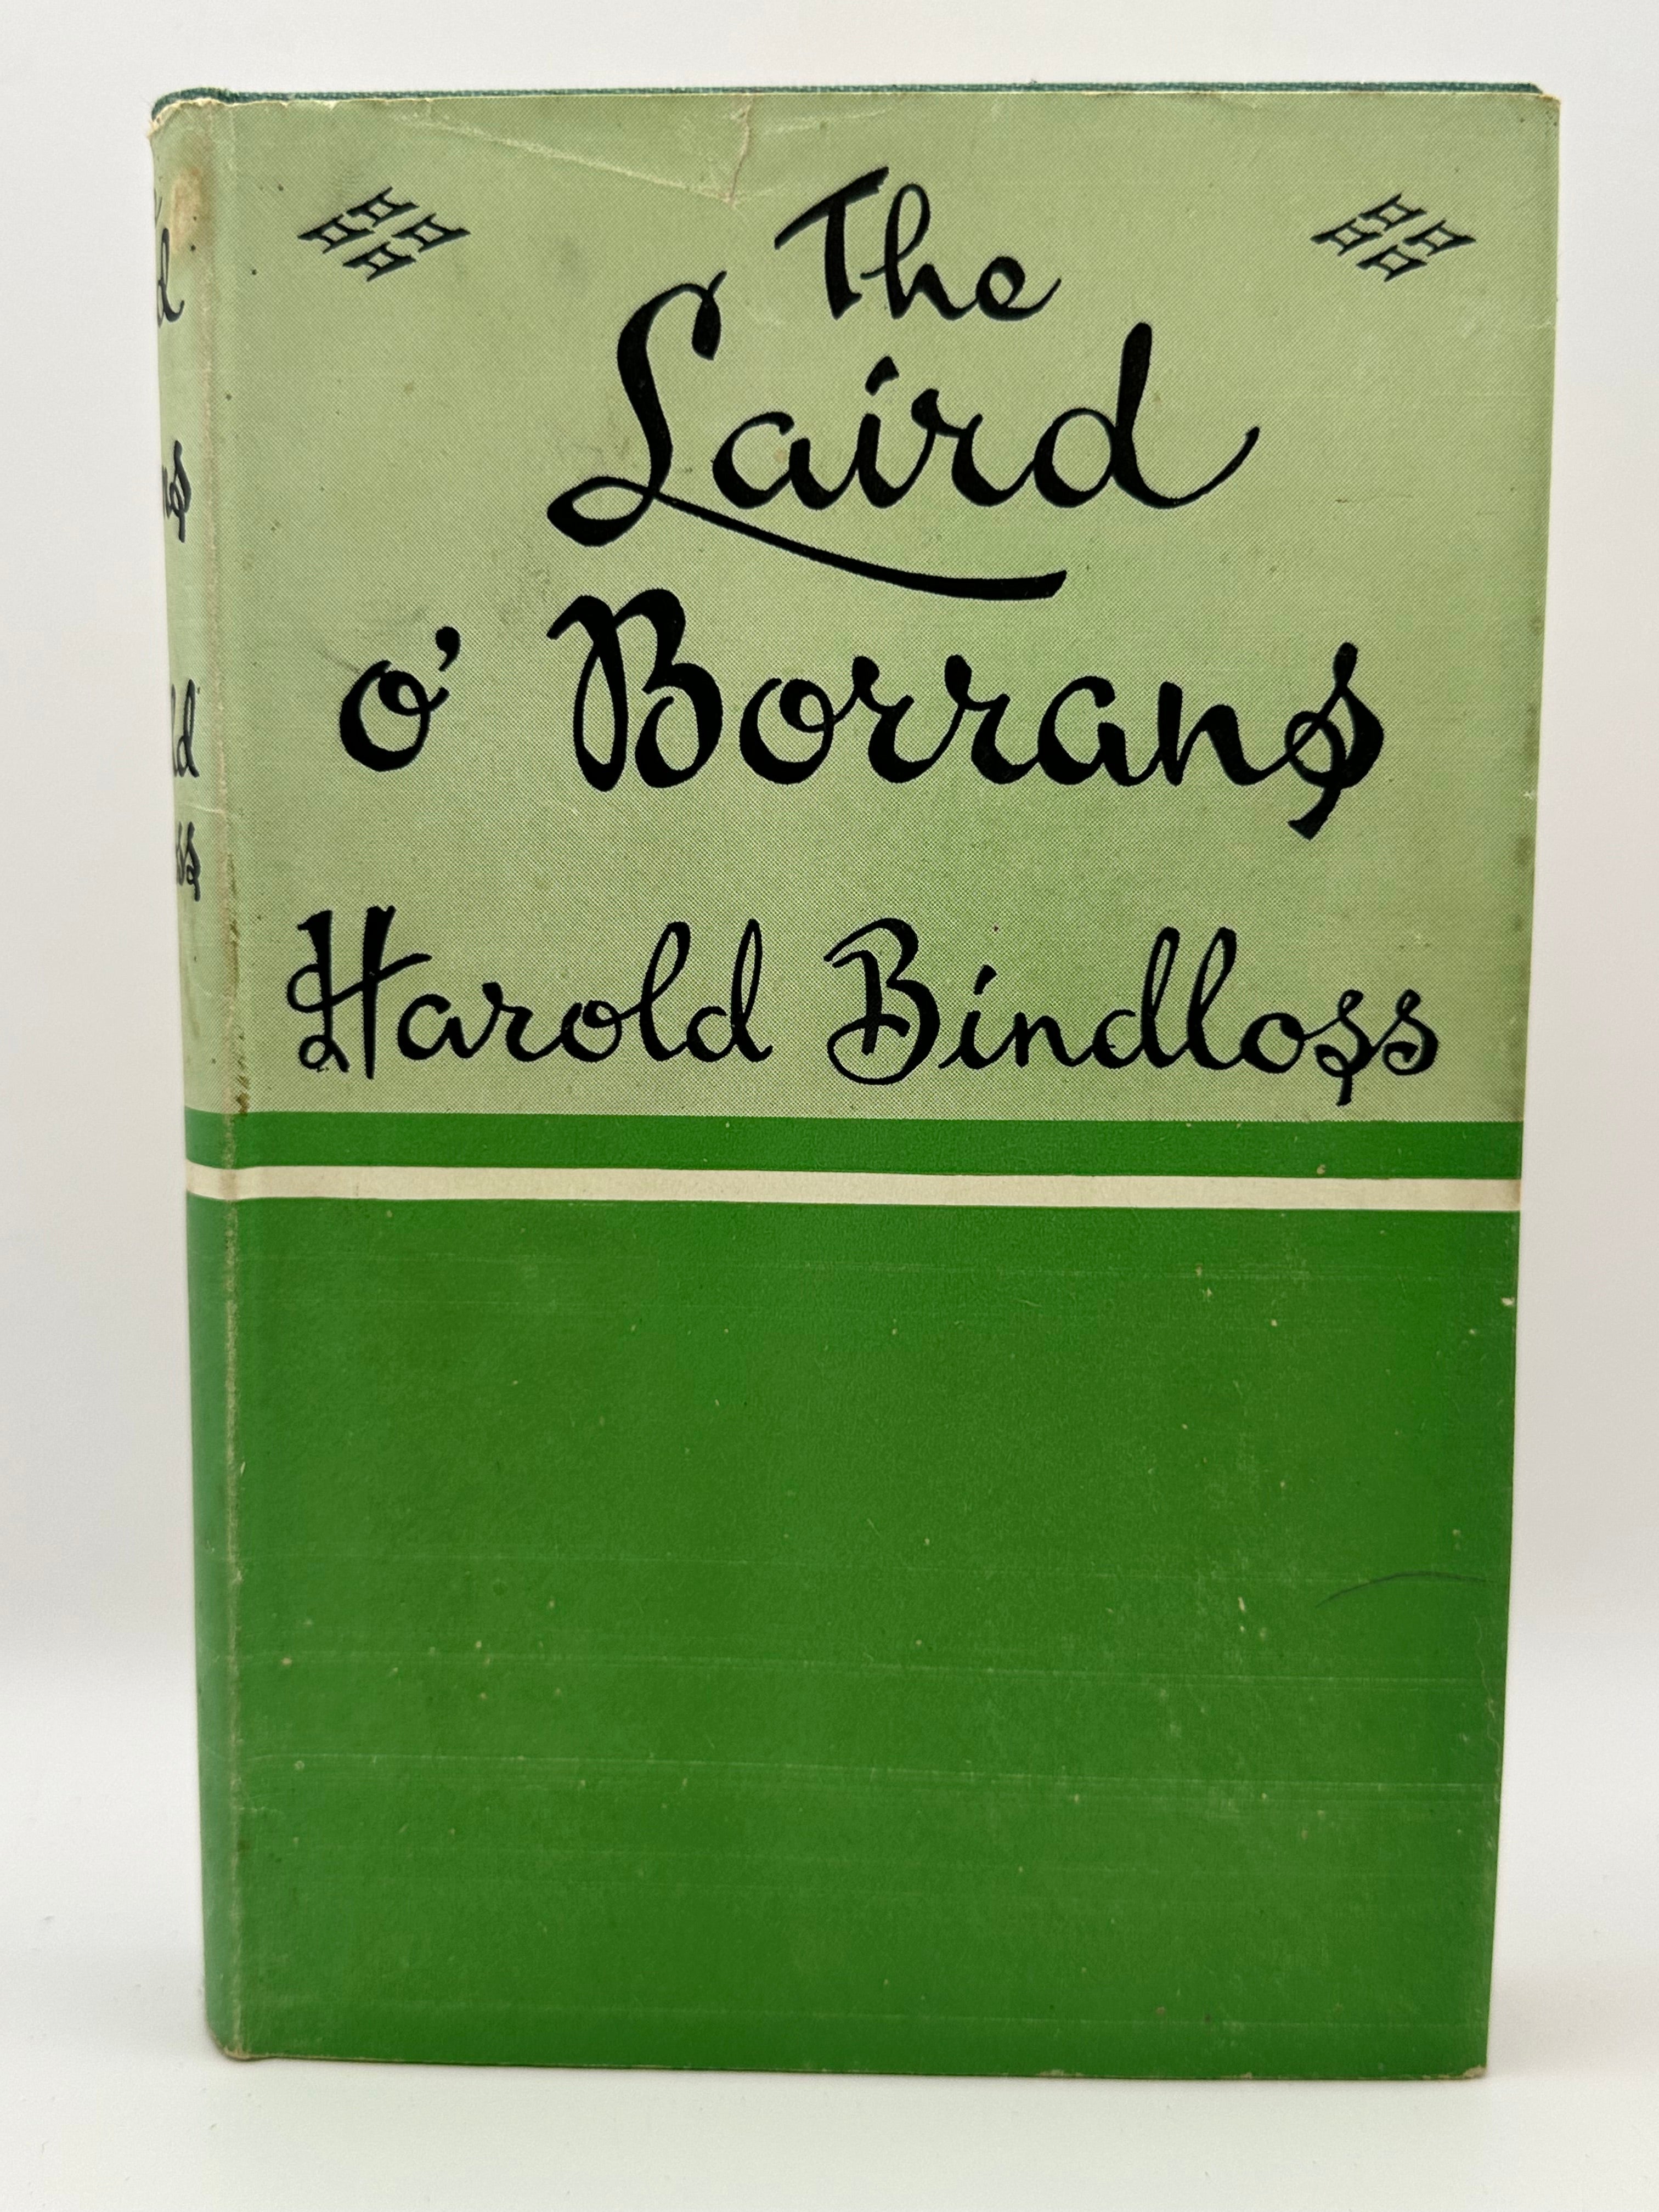 The
Laird
o' Borrans
Harold Bindloss